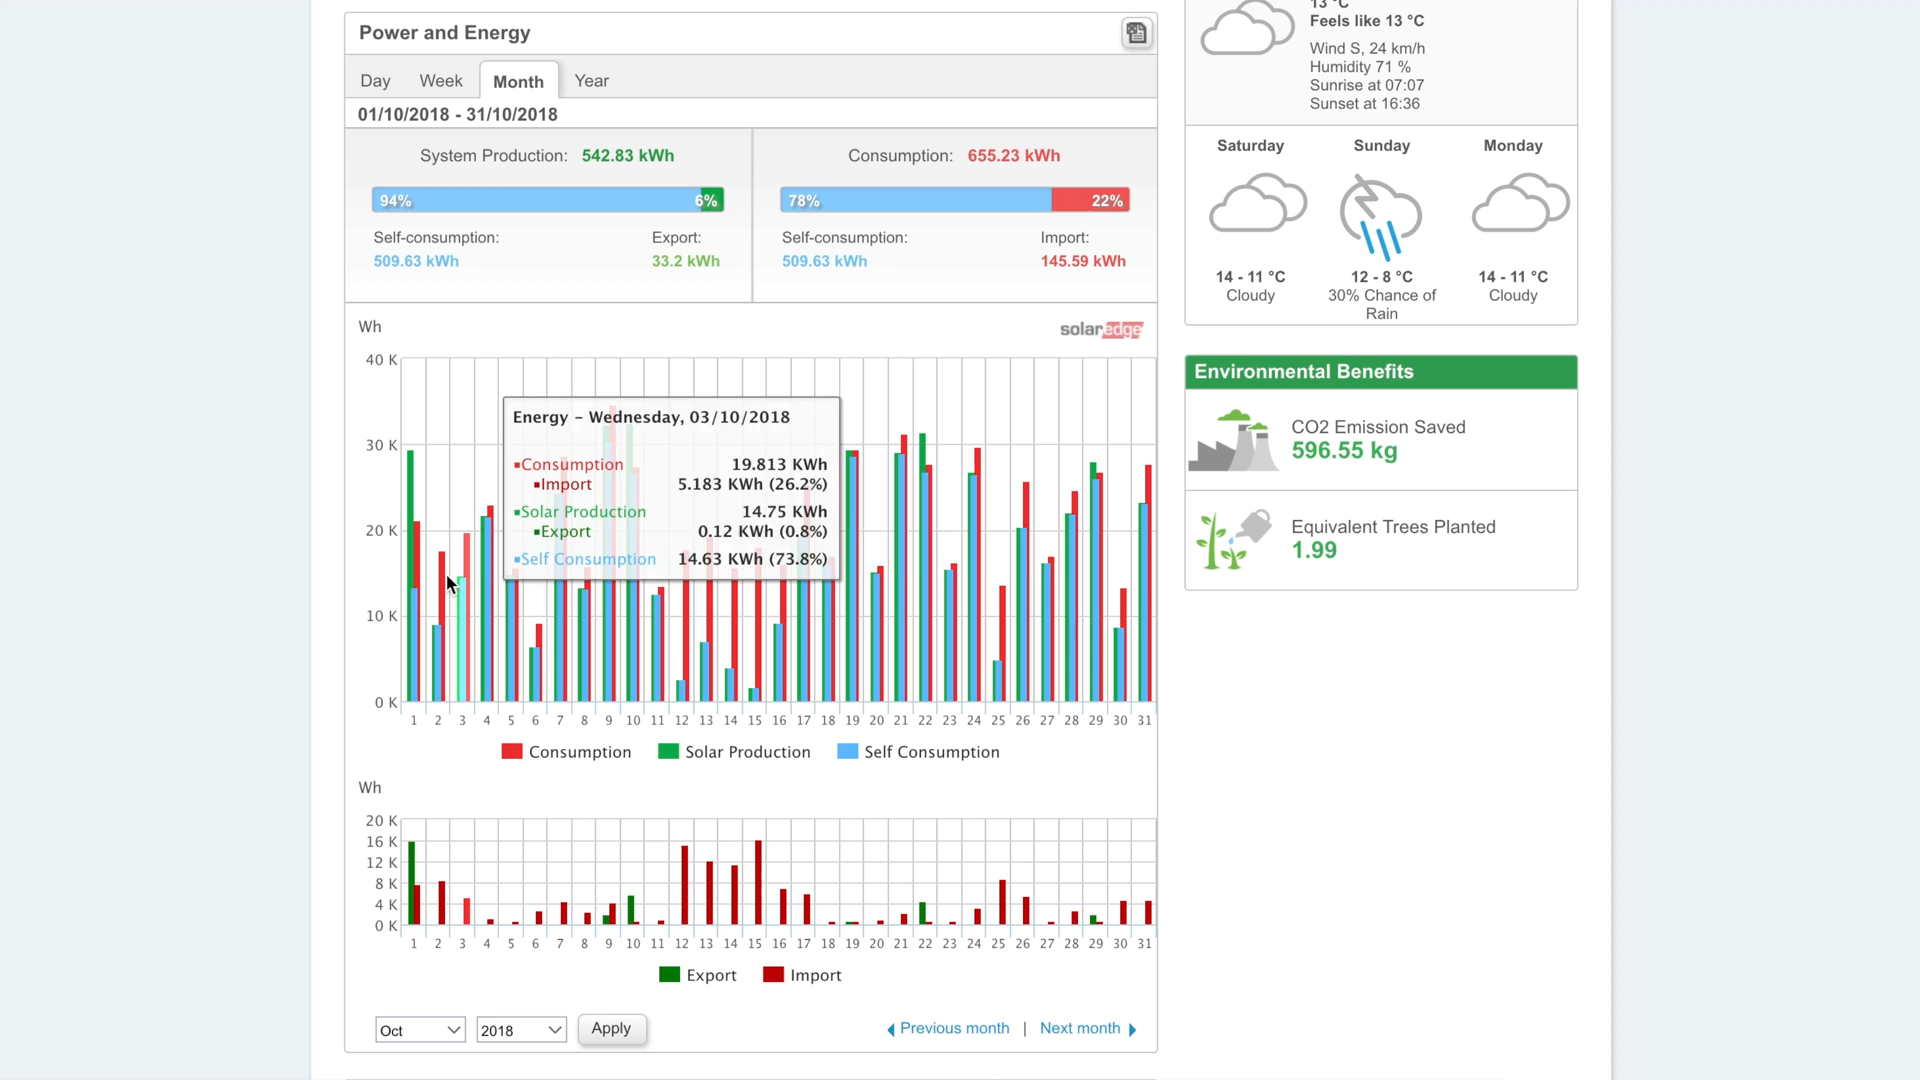 Power and Energy
Day Week Month Year
01/10/2018 - 31/10/2018
System Production: 542.83 kWh
94% 6%
Self-consumption: Export:
509.63 kWh 33.2 kWh
Consumption: 655.23 kWh
78% 22%
Self-consumption: Import:
509.63 kWh 145.59 kWh
Wh
solaredge
40 K
30 K
20 K
10 K
0 K
Energy - Wednesday, 03/10/2018
Consumption 19.813 KWh
Import 5.183 KWh (26.2%)
Solar Production 14.75 KWh
Export 0.12 KWh (0.8%)
Self Consumption 14.63 KWh (73.8%)
1 2 3 4 5 6 7 8 9 10 11 12 13 14 15 16 17 18 19 20 21 22 23 24 25 26 27 28 29 30 31
Consumption Solar Production Self Consumption
Wh
20 K
16 K
12 K
8 K
4 K
0 K
1 2 3 4 5 6 7 8 9 10 11 12 13 14 15 16 17 18 19 20 21 22 23 24 25 26 27 28 29 30 31
Export Import
Oct 2018 Apply Previous month | Next month
13 °C
Feels like 13 °C
Wind S, 24 km/h
Humidity 71 %
Sunrise at 07:07
Sunset at 16:36
Saturday Sunday Monday
14 - 11 °C 12 - 8 °C 14 - 11 °C
Cloudy 30% Chance of Cloudy
Rain
Environmental Benefits
CO2 Emission Saved
596.55 kg
Equivalent Trees Planted
1.99